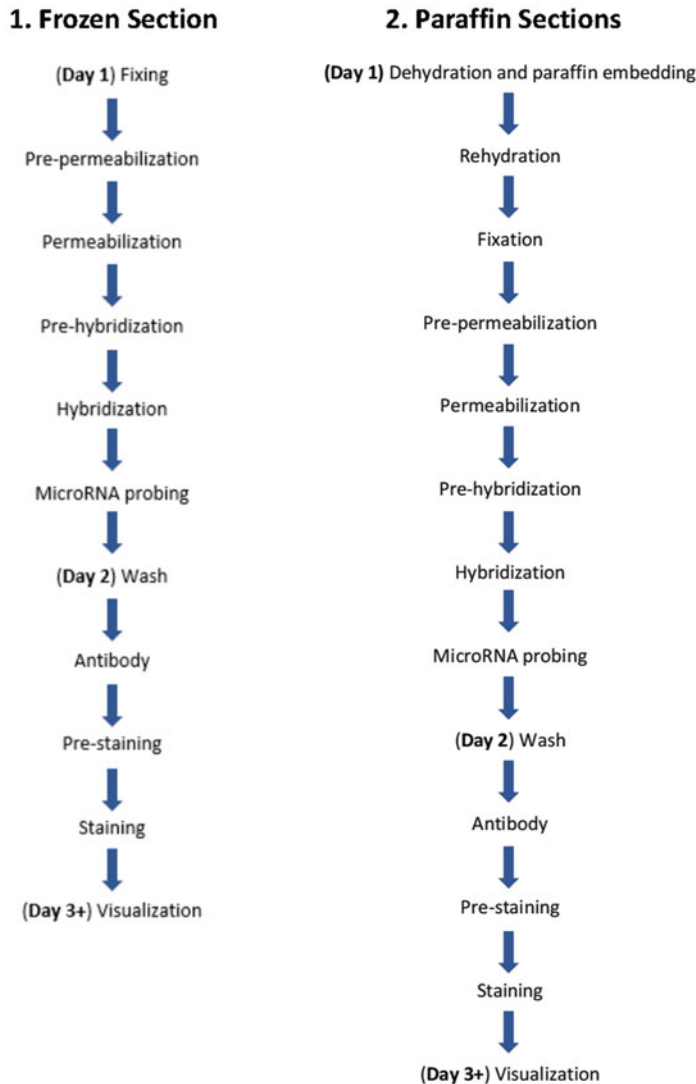 1. Frozen Section
(Day 1) Fixing
Pre-permeabilization
Permeabilization
Pre-hybridization
Hybridization
MicroRNA probing
(Day 2) Wash
Antibody
Pre-staining
Staining
(Day 3+) Visualization
2. Paraffin Sections
(Day 1) Dehydration and paraffin embedding
Rehydration
Fixation
Pre-permeabilization
Permeabilization
Pre-hybridization
Hybridization
MicroRNA probing
(Day 2) Wash
Antibody
Pre-staining
Staining
(Day 3+) Visualization